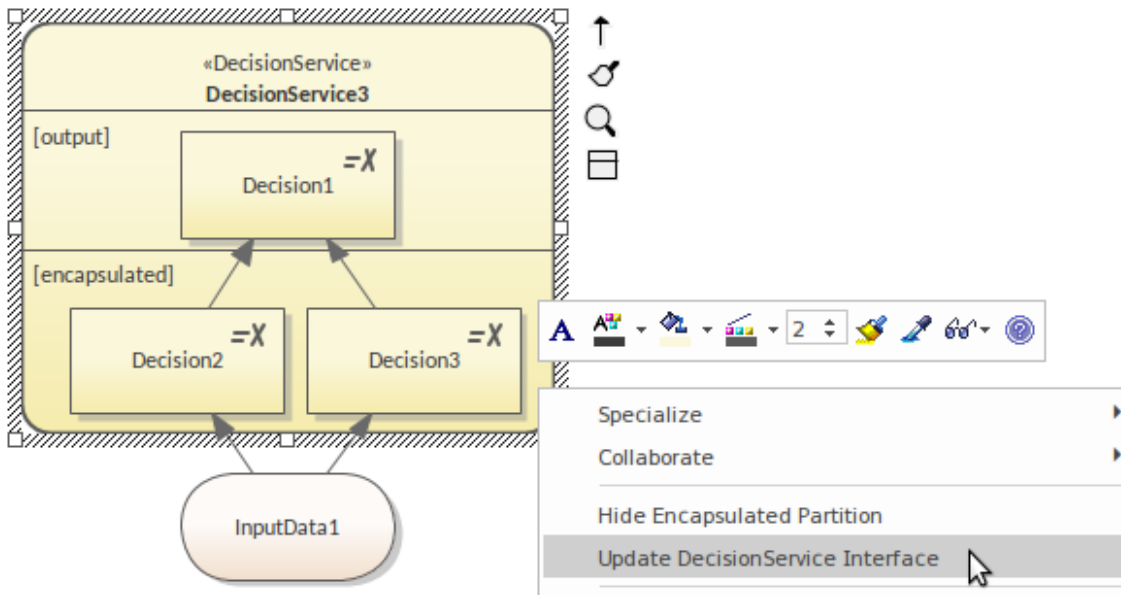 «DecisionService»
DecisionService3
[output]
=X
Decision1
[encapsulated]
=X
Decision2
=X
Decision3
InputData1
A
A
2
?
Specialize
Collaborate
Hide Encapsulated Partition
Update DecisionService Interface